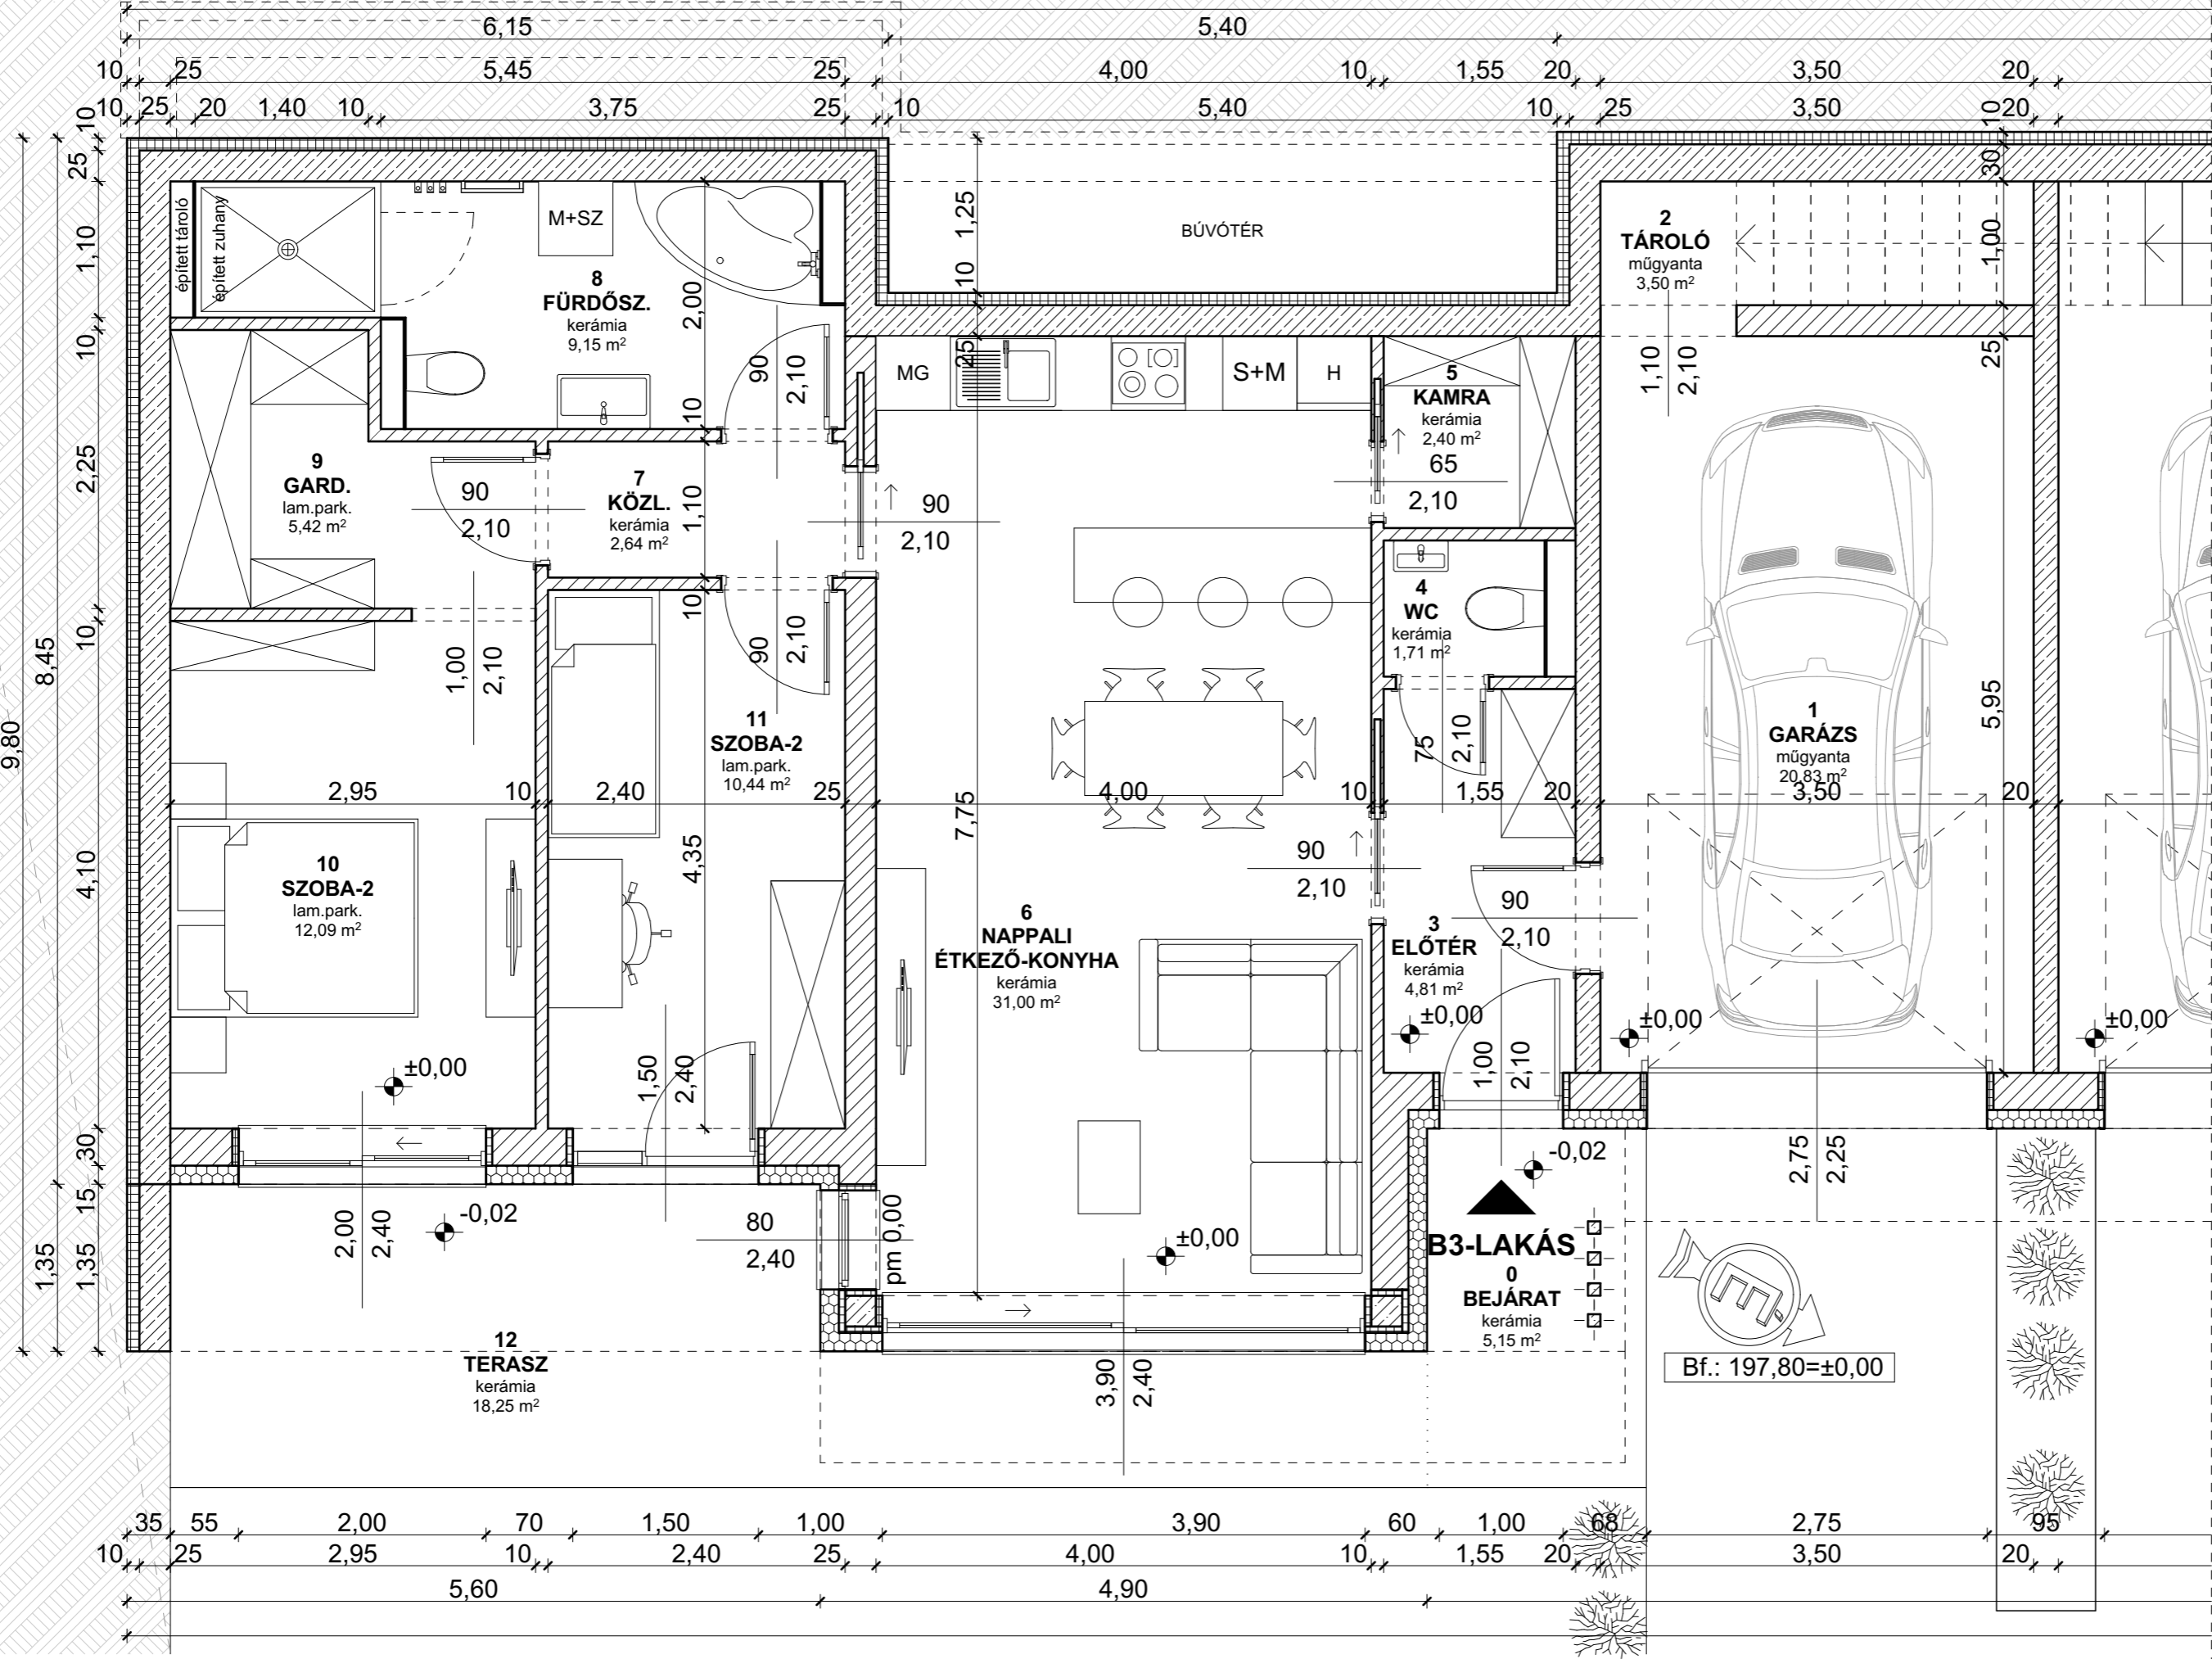 6,15 5,40
10 25 5,45 25 4,00 10 1,55 20 3,50 20
10 25 20 1,40 10 3,75 25 10 5,40 10 25 3,50 20
10
25
1,10
10
2,25
10
4,10
30
15
1,35
8,45
1,35
9,80
épített tároló
épített zuhany
M+SZ
8
FÜRDŐSZ.
kerámia
9,15 m²
2,00
10
90
2,10
1,25
10
25
BÚVÓTÉR
2
TÁROLÓ
műgyanta
3,50 m²
10
30
1,00
25
1,10
2,10
MG
S+M
H
5
KAMRA
kerámia
2,40 m²
65
2,10
9
GARD.
lam.park.
5,42 m²
90
2,10
7
KÖZL.
kerámia
2,64 m²
1,10
10
90
2,10
4
WC
kerámia
1,71 m²
75
2,10
1,00
2,10
90
2,10
11
SZOBA-2
lam.park.
10,44 m²
1
GARÁZS
műgyanta
20,83 m²
5,95
2,95 10 2,40 25 4,00 10 1,55 20 3,50 20
7,75
4,35
10
SZOBA-2
lam.park.
12,09 m²
90
2,10
6
NAPPALI
ÉTKEZŐ-KONYHA
kerámia
31,00 m²
3
ELŐTÉR
kerámia
4,81 m²
90
2,10
±0,00
±0,00
±0,00
±0,00
1,50
2,40
1,00
2,10
-0,02
2,75
2,25
2,00
2,40
-0,02
80
2,40
pm 0,00
±0,00
B3-LAKÁS
0
BEJÁRAT
kerámia
5,15 m²
É
Bf.: 197,80=±0,00
12
TERASZ
kerámia
18,25 m²
3,90
2,40
35 55 2,00 70 1,50 1,00 3,90 60 1,00 68 2,75 95
10 25 2,95 10 2,40 25 4,00 10 1,55 20 3,50 20
5,60 4,90